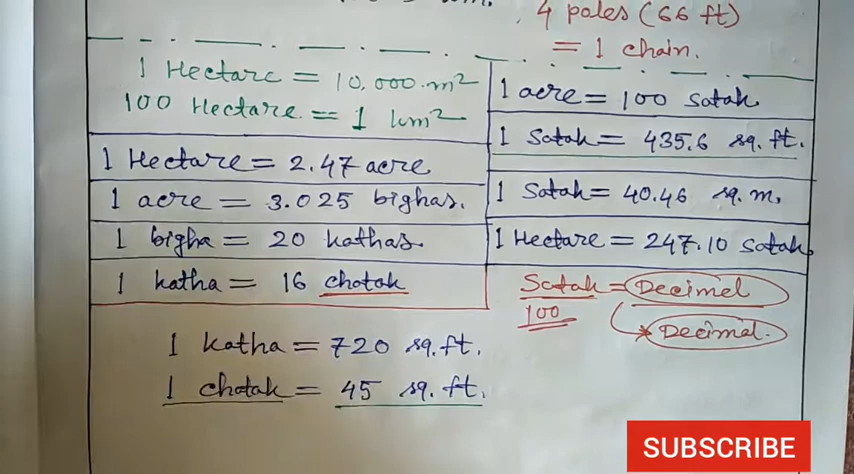 4 poles (66 ft)
= 1 chain.
1 Hectare = 10.000.m²
100 Hectare = 1 km²
1 Hectare = 2.47 acre
1 acre = 3.025 bighas.
1 bigha = 20 kathas.
1 katha = 16 chotak
1 katha = 720 sq.ft.
1 chotak = 45 sq.ft.
1 acre = 100 Satak
1 Satak = 435.6 sq.ft.
1 Satak = 40.46 sq.m.
1 Hectare = 247.10 Satak
Satak = Decimel
100
Decimal.
SUBSCRIBE